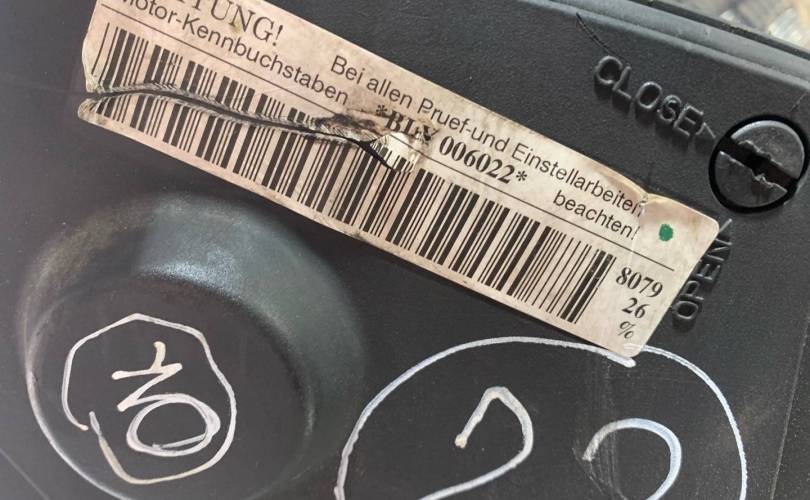 TUNG!
Motor-Kennbuchstaben
Bei allen Pruef-und Einstellarbeiten
beachten!
006022*
8079
26
%
CLOSE
OPEN